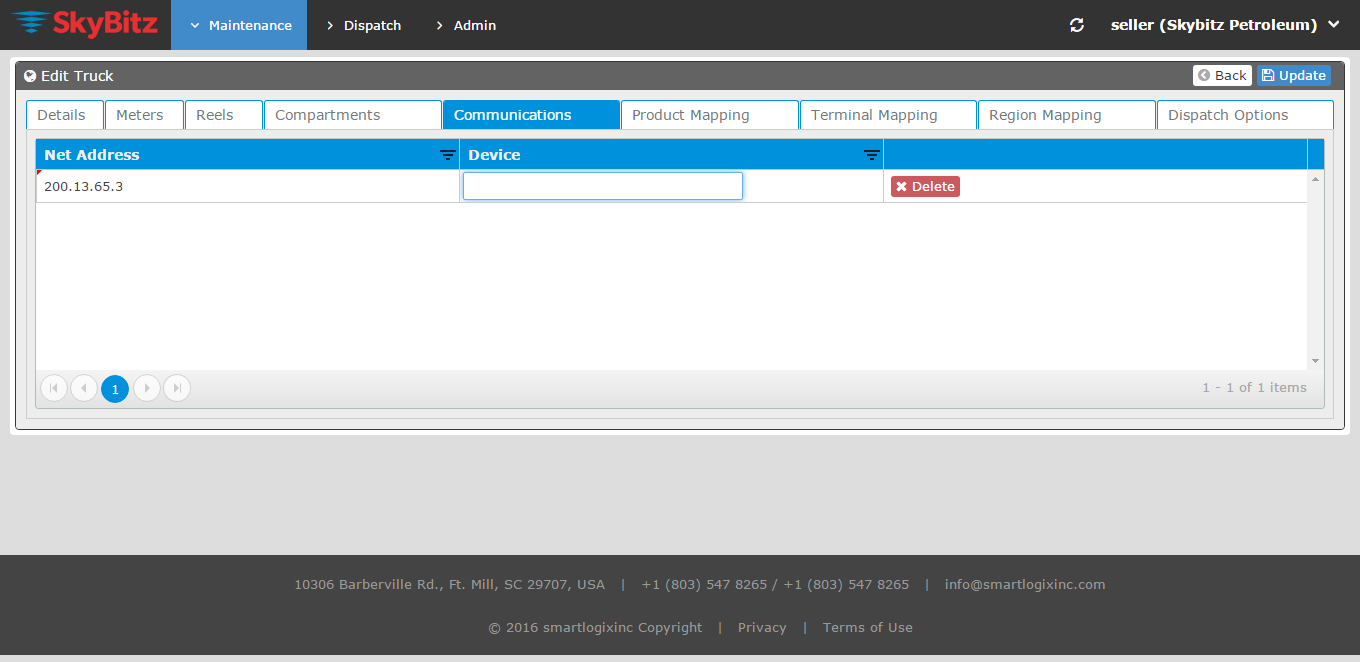 SkyBitz Maintenance Dispatch Admin seller (Skybitz Petroleum)
Edit Truck Back Update
Details Meters Reels Compartments Communications Product Mapping Terminal Mapping Region Mapping Dispatch Options
Net Address Device
200.13.65.3 Delete
1 1 - 1 of 1 items
10306 Barberville Rd., Ft. Mill, SC 29707, USA | +1 (803) 547 8265 / +1 (803) 547 8265 | info@smartlogixinc.com
© 2016 smartlogixinc Copyright | Privacy | Terms of Use